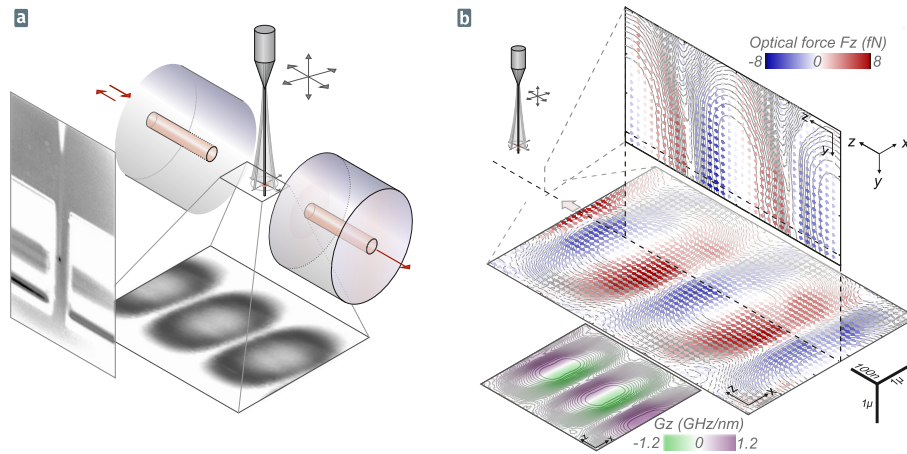 a
b
Optical force Fz (fN)
-8 0 8
z
y
z x
y
z x
100n
1µ
1µ
Gz (GHz/nm)
-1.2 0 1.2
z x